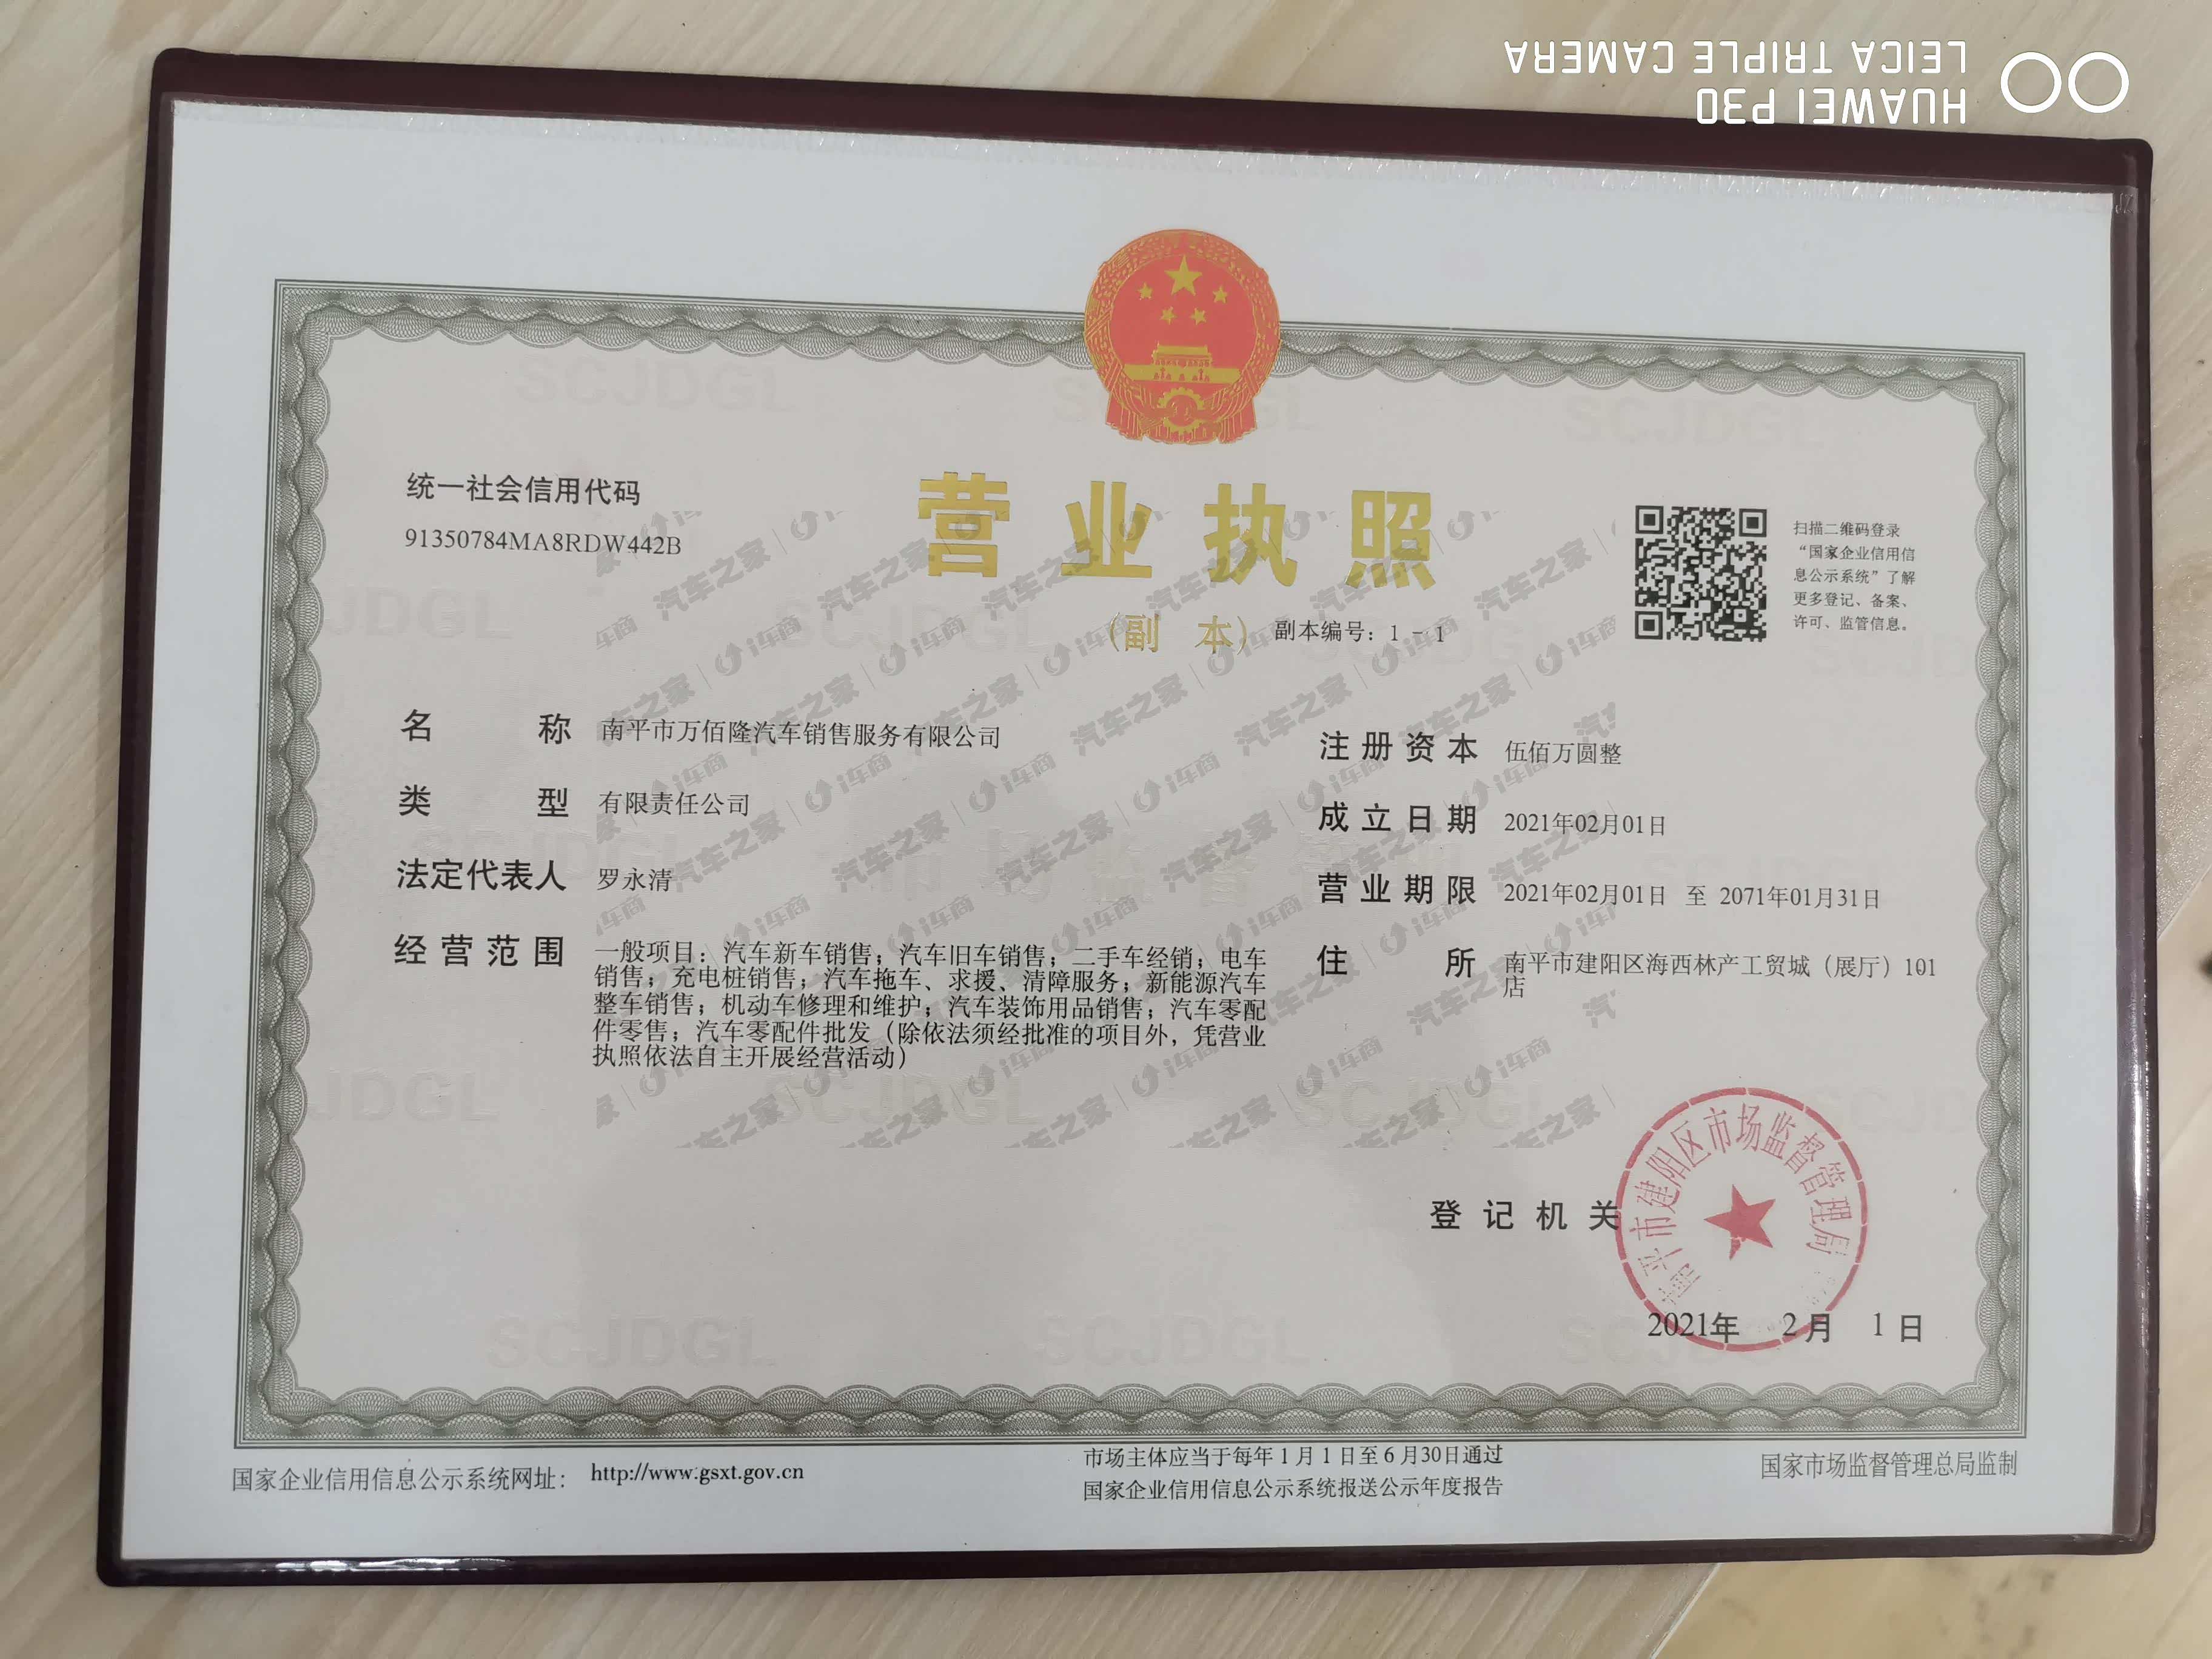 HUAWEI P30
LEICA TRIPLE CAMERA
统一社会信用代码
91350784MA8RDW442B
营业执照
(副 本) 副本编号：1 - 1
扫描二维码登录
“国家企业信用信
息公示系统”了解
更多登记、备案、
许可、监管信息。
名 称 南平市万佰隆汽车销售服务有限公司
类 型 有限责任公司
法定代表人 罗永清
经营范围 一般项目：汽车新车销售；汽车旧车销售；二手车经销；电车
销售；充电桩销售；汽车拖车、求援、清障服务；新能源汽车
整车销售；机动车修理和维护；汽车装饰用品销售；汽车零配
件零售；汽车零配件批发（除依法须经批准的项目外，凭营业
执照依法自主开展经营活动）
注册资本 伍佰万圆整
成立日期 2021年02月01日
营业期限 2021年02月01日 至 2071年01月31日
住 所 南平市建阳区海西林产工贸城（展厅）101
店
登记机关
南平市建阳区市场监督管理局
2021年 2月 1日
国家企业信用信息公示系统网址： http://www.gsxt.gov.cn
市场主体应当于每年1月1日至6月30日通过
国家企业信用信息公示系统报送公示年度报告
国家市场监督管理总局监制
SCJDGL
汽车之家 | i车商